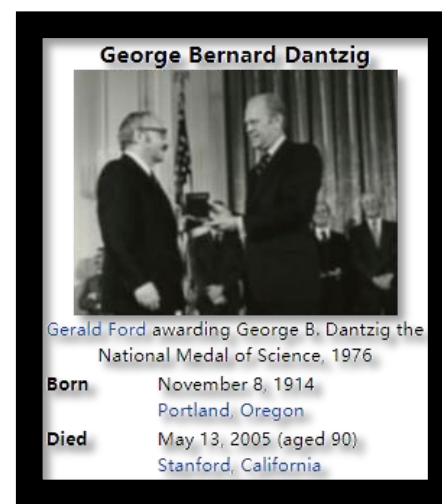 George Bernard Dantzig
Gerald Ford awarding George B. Dantzig the
National Medal of Science, 1976
Born November 8, 1914
Portland, Oregon
Died May 13, 2005 (aged 90)
Stanford, California